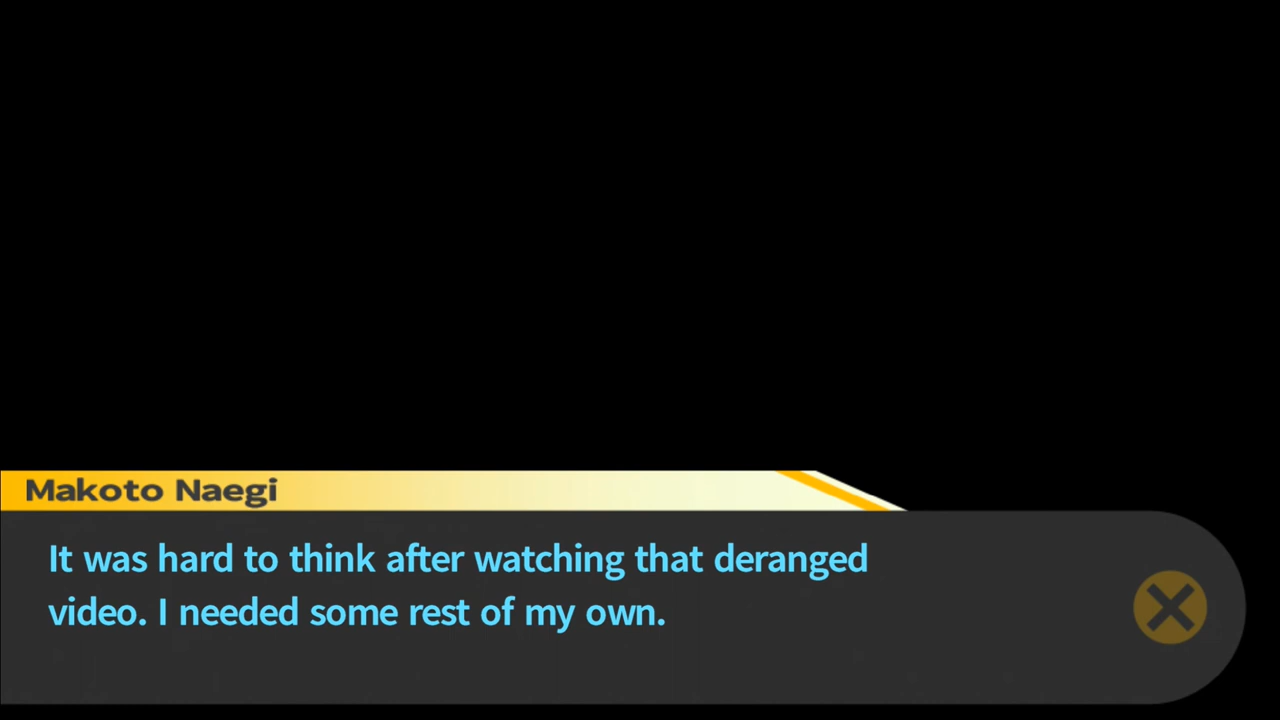 Makoto Naegi
It was hard to think after watching that deranged
video. I needed some rest of my own.